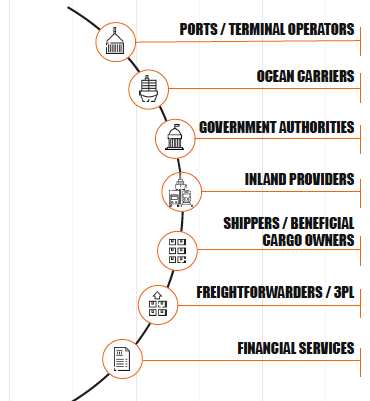 PORTS / TERMINAL OPERATORS
OCEAN CARRIERS
GOVERNMENT AUTHORITIES
INLAND PROVIDERS
SHIPPERS / BENEFICIAL
CARGO OWNERS
FREIGHTFORWARDERS / 3PL
FINANCIAL SERVICES